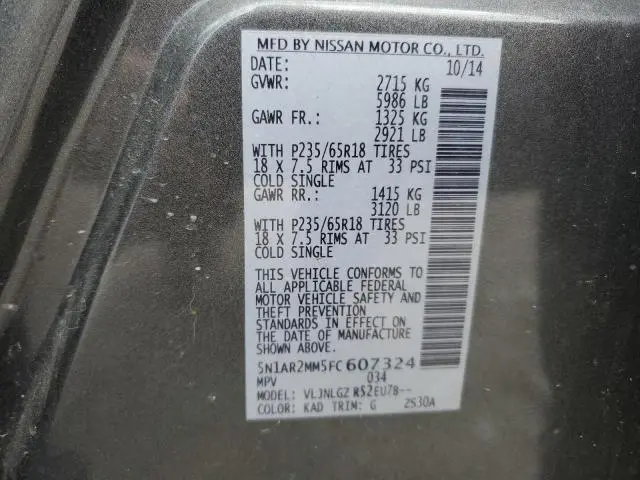 MFD BY NISSAN MOTOR CO., LTD.
DATE: 10/14
GVWR: 2715 KG
5986 LB
GAWR FR.: 1325 KG
2921 LB
WITH P235/65R18 TIRES
18 X 7.5 RIMS AT 33 PSI
COLD SINGLE
GAWR RR.: 1415 KG
3120 LB
WITH P235/65R18 TIRES
18 X 7.5 RIMS AT 33 PSI
COLD SINGLE
THIS VEHICLE CONFORMS TO
ALL APPLICABLE FEDERAL
MOTOR VEHICLE SAFETY AND
THEFT PREVENTION
STANDARDS IN EFFECT ON
THE DATE OF MANUFACTURE
SHOWN ABOVE.
5N1AR2MM5FC607324
MPV 034
MODEL: VLJNLGZ RS2EU7B--
COLOR: KAD TRIM: G 2S30A